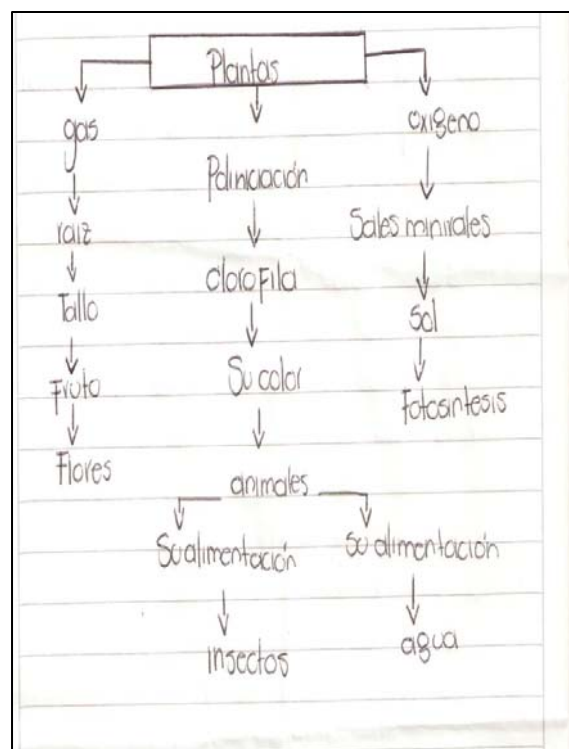 Plantas
gas
oxigeno
Poliniciación
raiz
Sales minirales
clorofila
Tallo
Sol
Fruto
Su color
Fotosintesis
Flores
animales
Su alimentación
su alimentación
insectos
agua